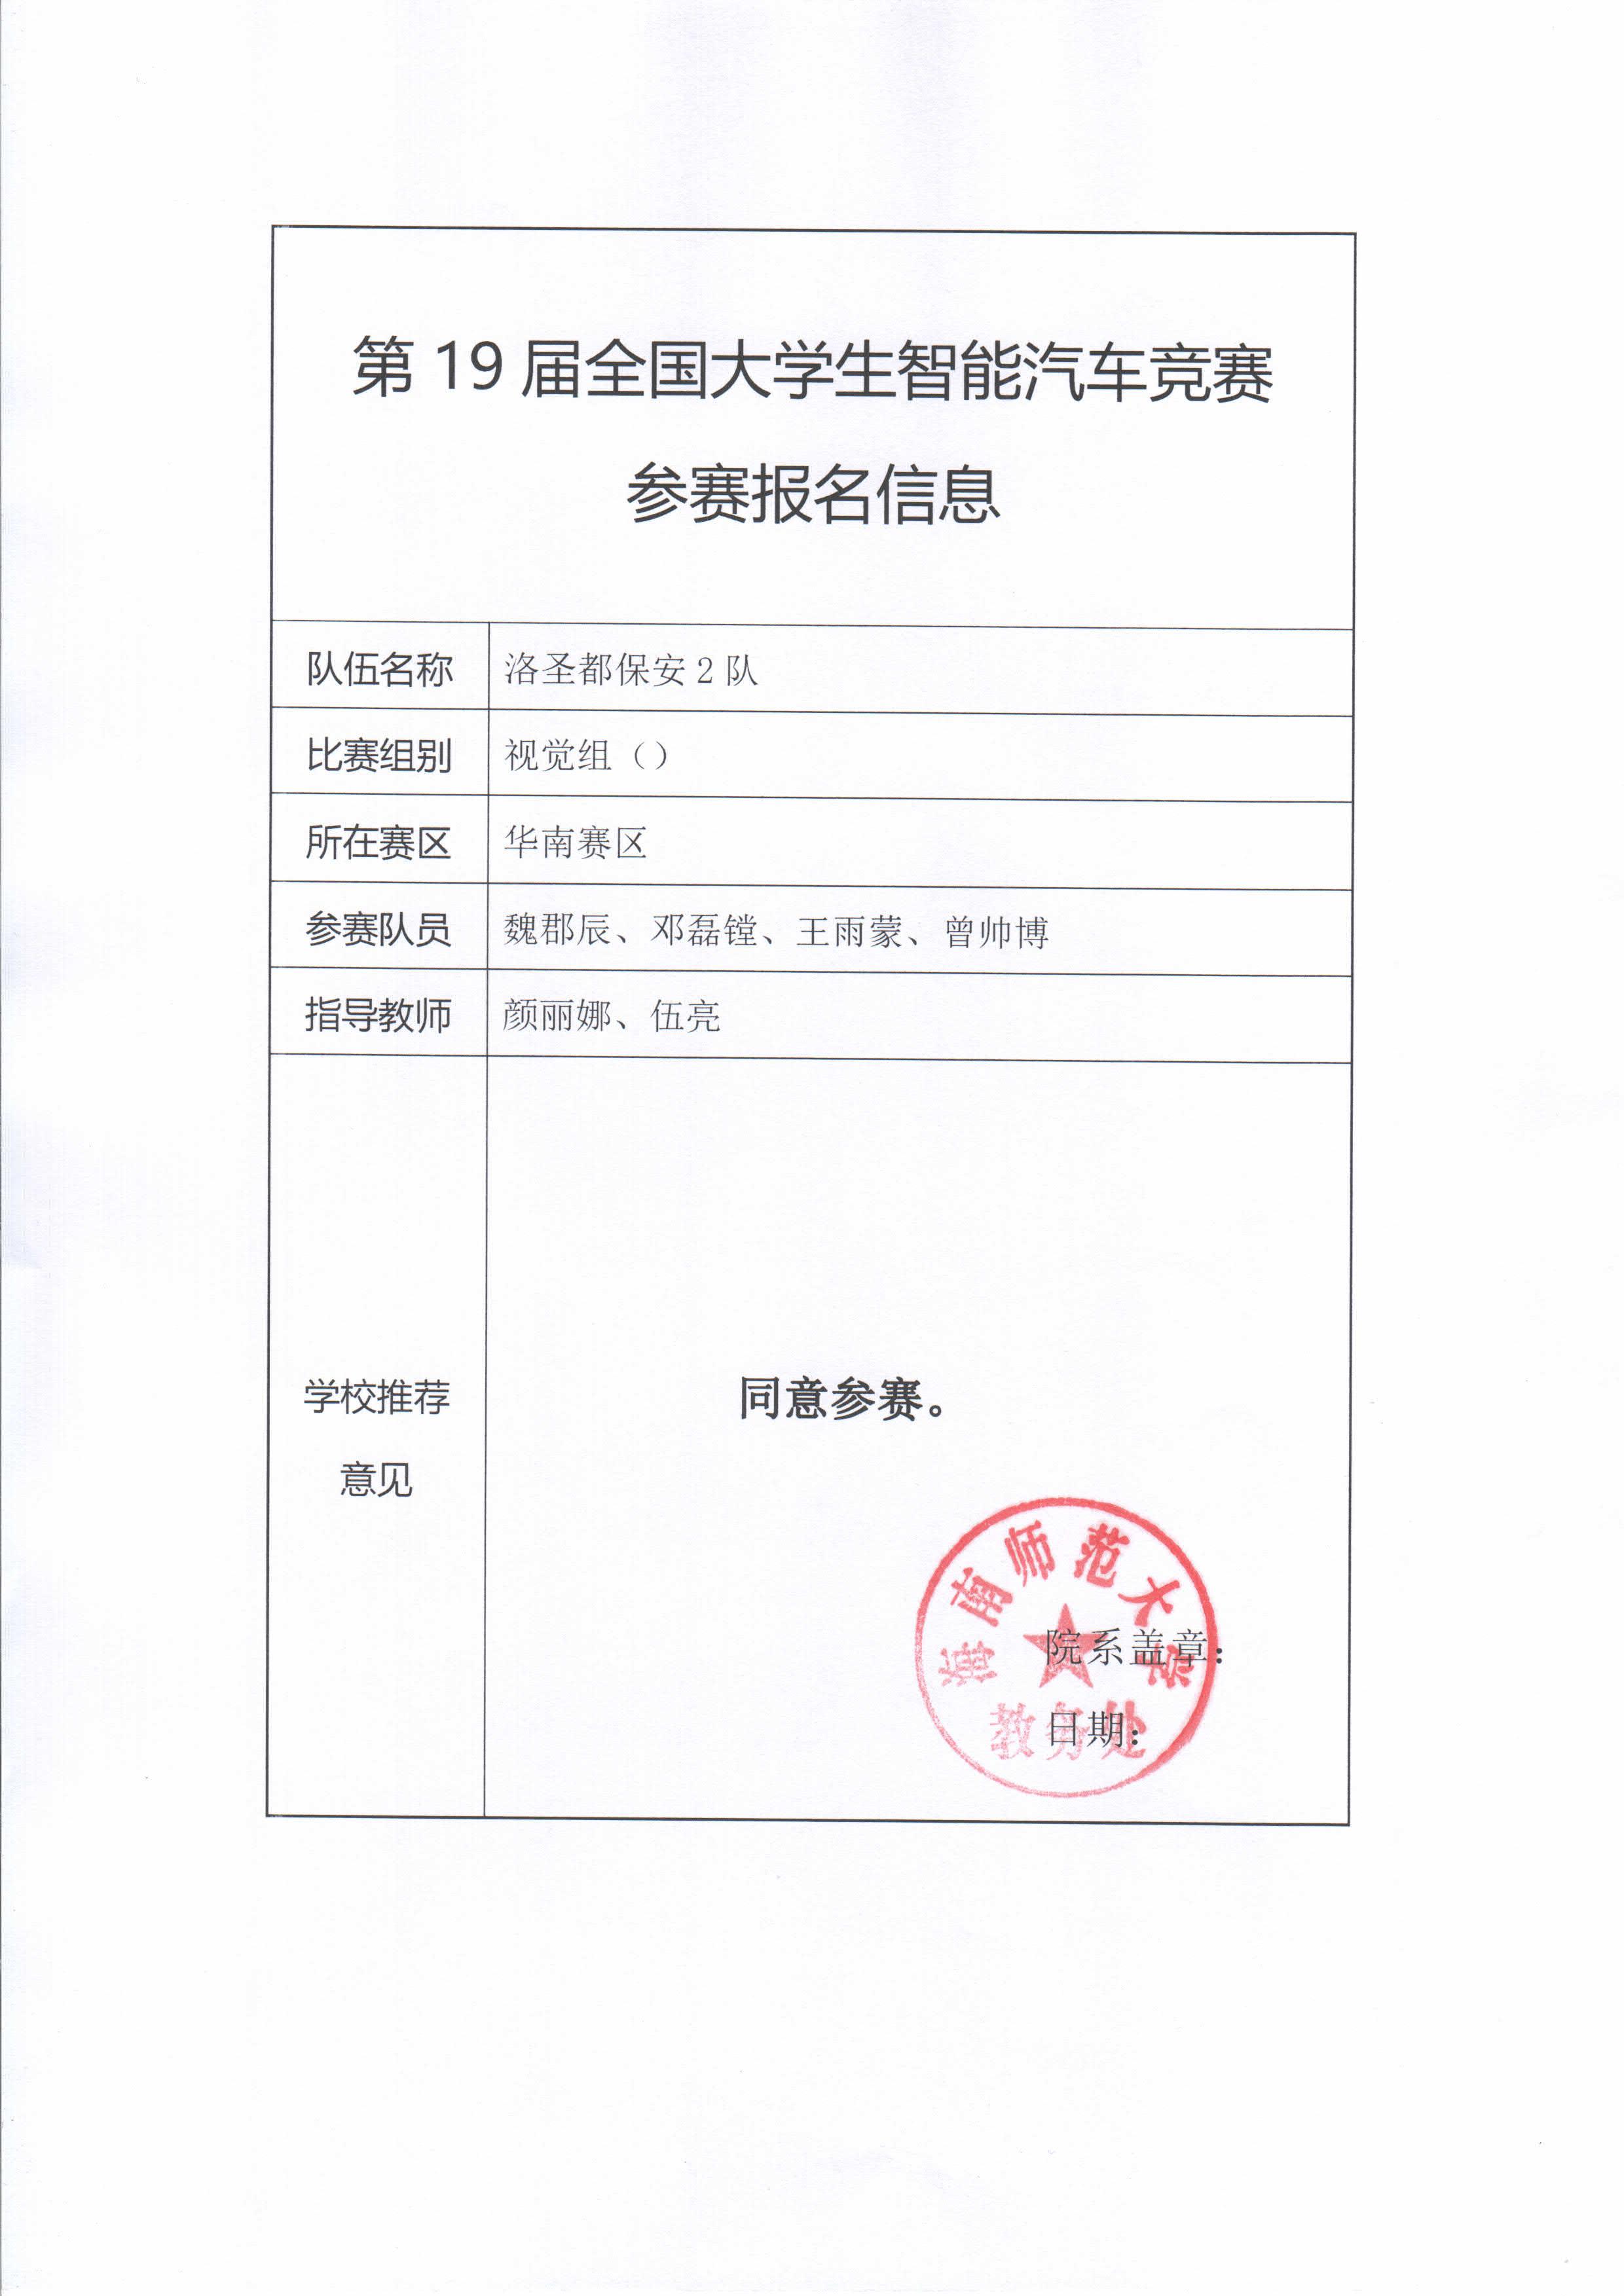 第 19 届全国大学生智能汽车竞赛
参赛报名信息
队伍名称 洛圣都保安 2 队
比赛组别 视觉组（）
所在赛区 华南赛区
参赛队员 魏郡辰、邓磊镗、王雨蒙、曾帅博
指导教师 颜丽娜、伍亮
学校推荐
意见
同意参赛。
海南师范大学
院系盖章：
教务处
日期：